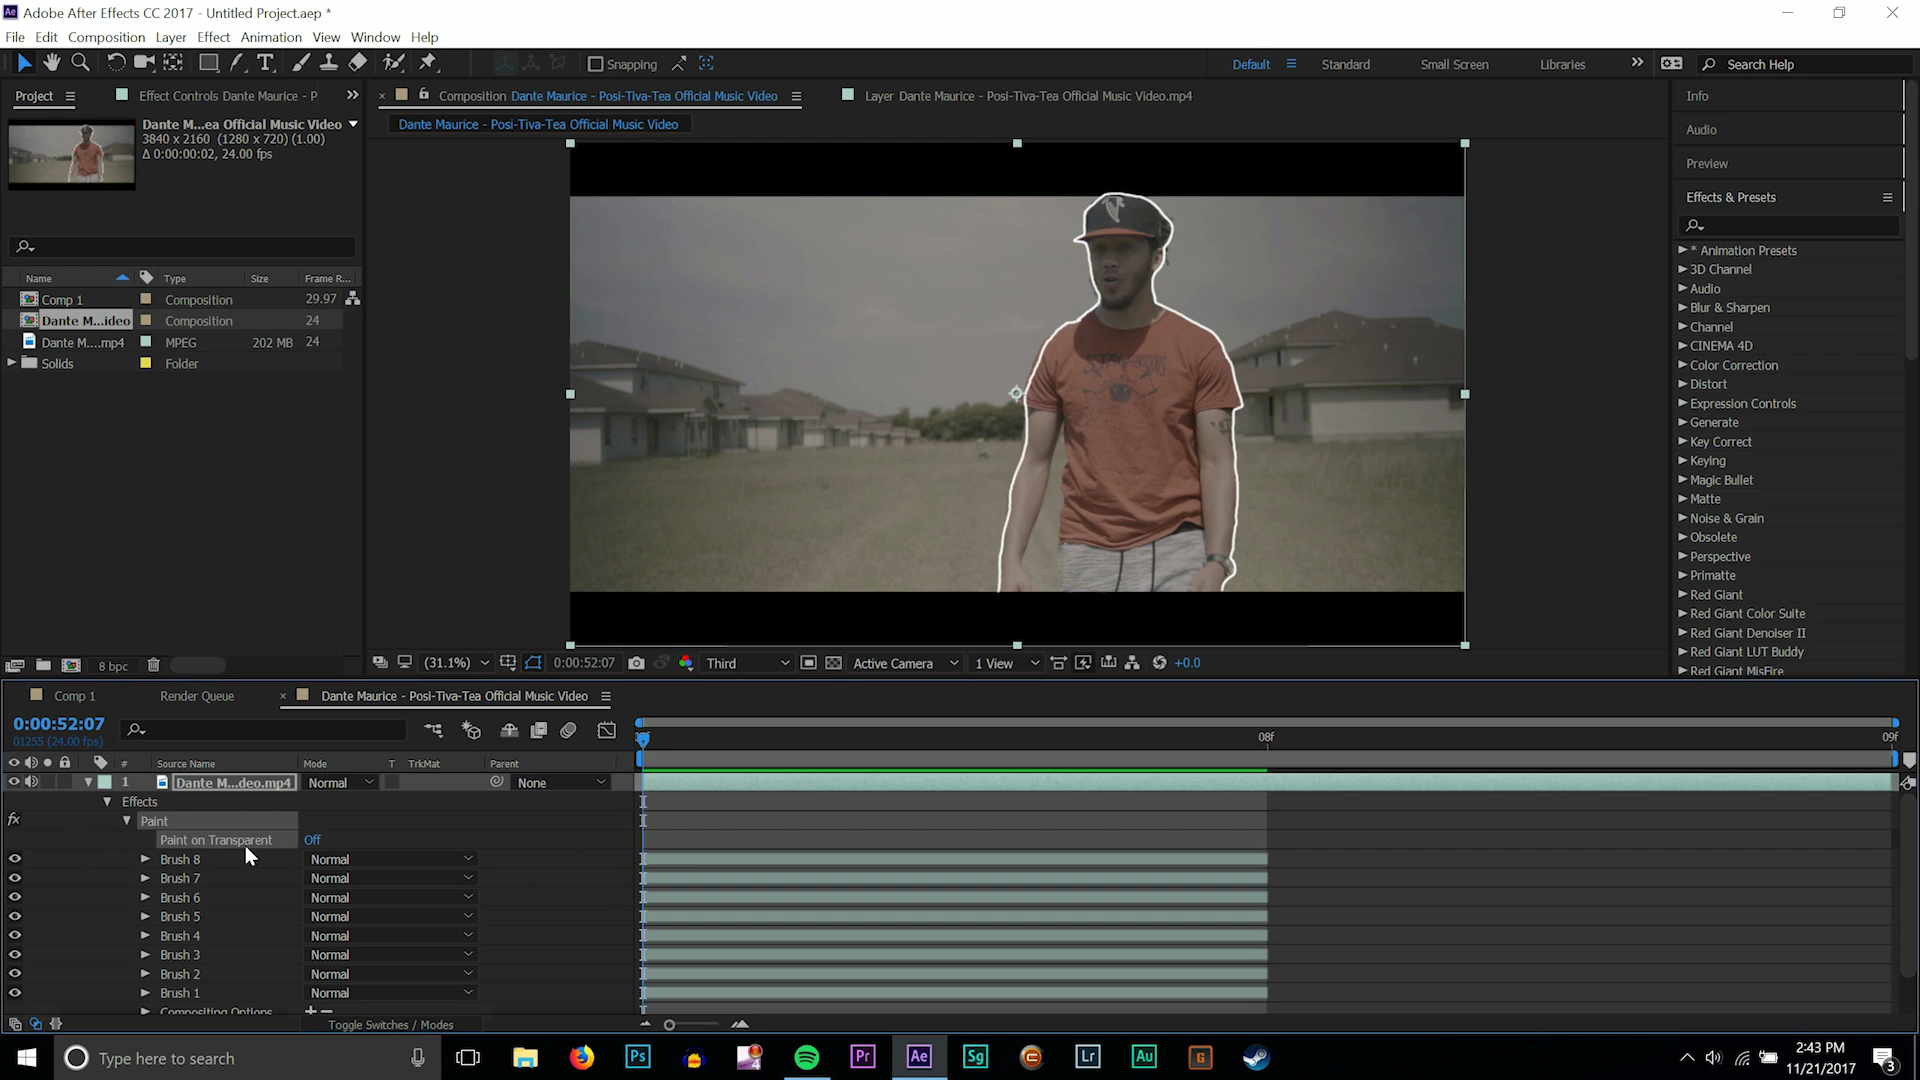 Ae Adobe After Effects CC 2017 - Untitled Project.aep *
File Edit Composition Layer Effect Animation View Window Help
T Snapping Default Standard Small Screen Libraries Search Help
Project Effect Controls Dante Maurice - P
Composition Dante Maurice - Posi-Tiva-Tea Official Music Video
Layer Dante Maurice - Posi-Tiva-Tea Official Music Video.mp4
Dante Maurice - Posi-Tiva-Tea Official Music Video
Dante M...ea Official Music Video
3840 x 2160 (1280 x 720) (1.00)
Δ 0:00:00:02, 24.00 fps
Name Type Size Frame R...
Comp 1 Composition 29.97
Dante M...ideo Composition 24
Dante M....mp4 MPEG 202 MB 24
Solids Folder
8 bpc
(31.1%) 0:00:52:07 Third Active Camera 1 View +0.0
Info
Audio
Preview
Effects & Presets
* Animation Presets
3D Channel
Audio
Blur & Sharpen
Channel
CINEMA 4D
Color Correction
Distort
Expression Controls
Generate
Key Correct
Keying
Magic Bullet
Matte
Noise & Grain
Obsolete
Perspective
Primatte
Red Giant
Red Giant Color Suite
Red Giant Denoiser II
Red Giant LUT Buddy
Red Giant MisFire
Comp 1 Render Queue Dante Maurice - Posi-Tiva-Tea Official Music Video
0:00:52:07
01255 (24.00 fps)
08f 09f
# Source Name Mode T TrkMat Parent
1 Dante M...deo.mp4 Normal None
Effects
fx Paint
Paint on Transparent Off
Brush 8 Normal
Brush 7 Normal
Brush 6 Normal
Brush 5 Normal
Brush 4 Normal
Brush 3 Normal
Brush 2 Normal
Brush 1 Normal
Compositing Options + −
Toggle Switches / Modes
Type here to search
Ps 4 Pr Ae Sg Lr Au G
2:43 PM
11/21/2017
3